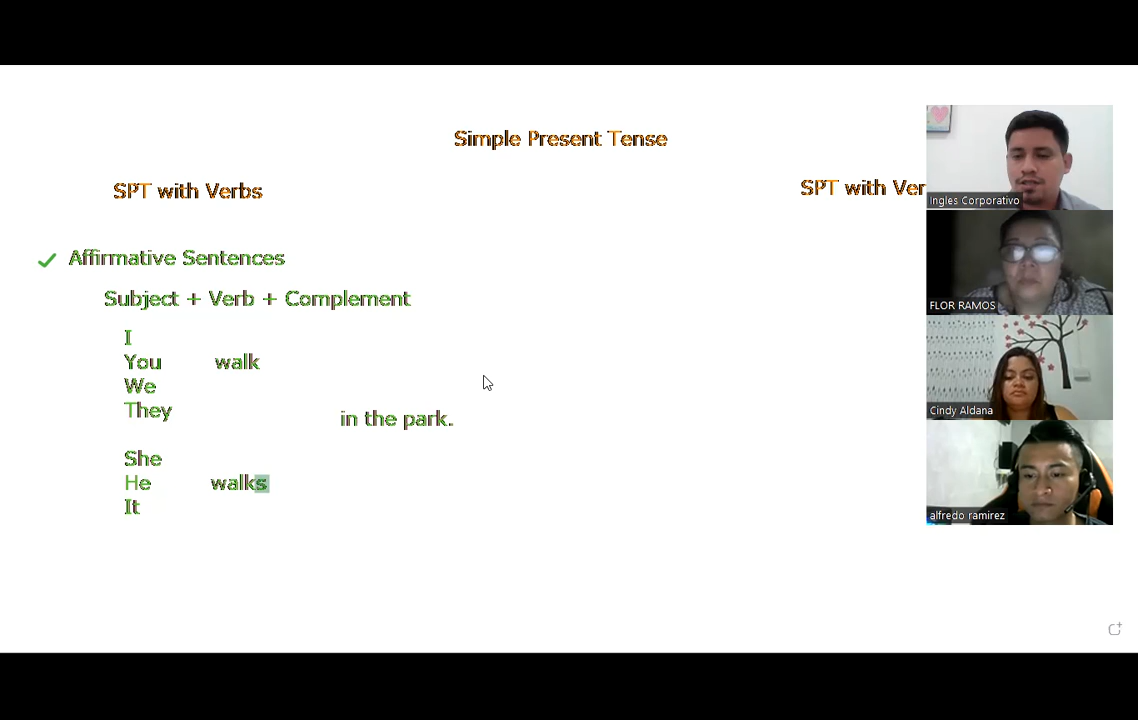 Simple Present Tense
SPT with Verbs
SPT with Ver
Affirmative Sentences
Subject + Verb + Complement
I
You walk
We
They
in the park.
She
He walks
It
Ingles Corporativo
FLOR RAMOS
Cindy Aldana
alfredo ramirez